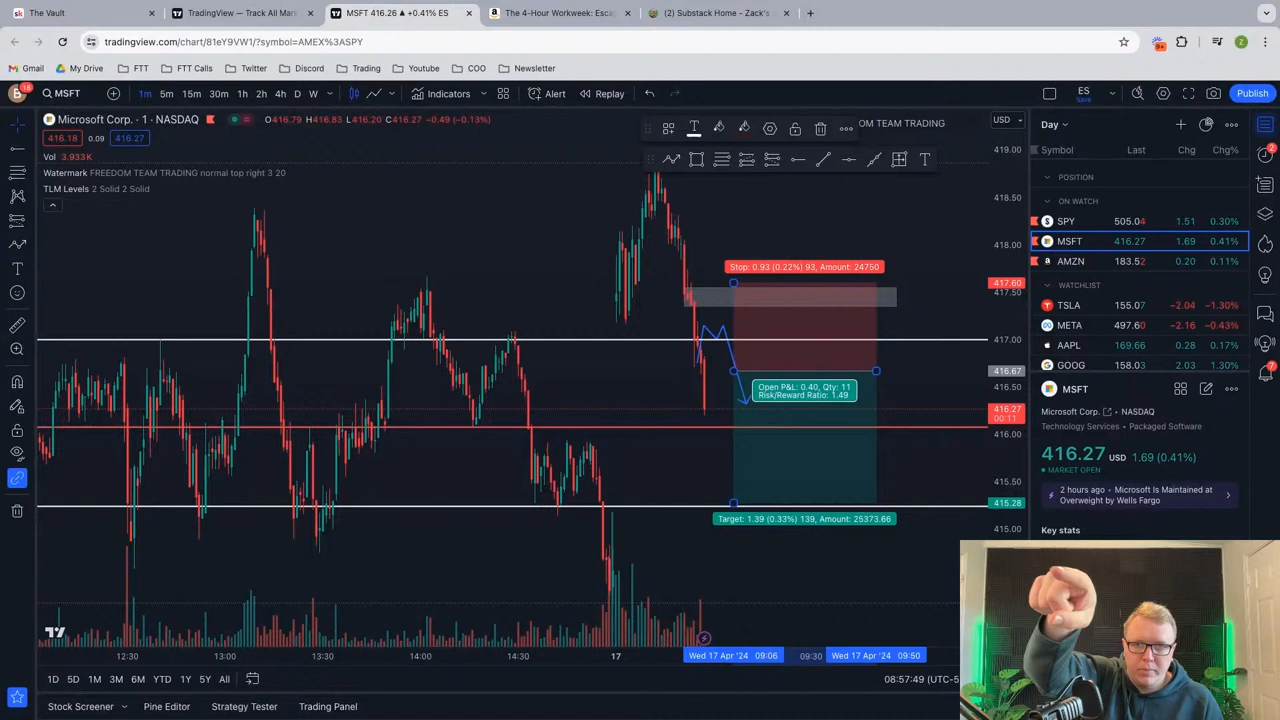 The Vault
TradingView — Track All Mark
MSFT 416.26 ▲ +0.41% ES
The 4-Hour Workweek: Esca
(2) Substack Home - Zack's
tradingview.com/chart/81eY9VW1/?symbol=AMEX%3ASPY
9+
Z
Gmail
My Drive
FTT
FTT Calls
Twitter
Discord
Trading
Youtube
COO
Newsletter
B
18
MSFT
1m 5m 15m 30m 1h 2h 4h D W
Indicators
Alert
Replay
ES
Save
Publish
Microsoft Corp. · 1 · NASDAQ
O416.79 H416.83 L416.20 C416.27 −0.49 (−0.13%)
416.18 0.09 416.27
Vol 3.933K
Watermark FREEDOM TEAM TRADING normal top right 3 20
TLM Levels 2 Solid 2 Solid
OM TEAM TRADING
USD
419.00
418.50
418.00
417.60
417.50
417.00
416.67
416.50
416.27
00:11
416.00
415.50
415.28
415.00
Stop: 0.93 (0.22%) 93, Amount: 24750
Open P&L: 0.40, Qty: 11
Risk/Reward Ratio: 1.49
Target: 1.39 (0.33%) 139, Amount: 25373.66
12:30
13:00
13:30
14:00
14:30
17
Wed 17 Apr '24 09:06
09:30
Wed 17 Apr '24 09:50
1D 5D 1M 3M 6M YTD 1Y 5Y All
08:57:49 (UTC-5
Stock Screener
Pine Editor
Strategy Tester
Trading Panel
Day
Symbol Last Chg Chg%
POSITION
ON WATCH
SPY 505.04 1.51 0.30%
MSFT 416.27 1.69 0.41%
AMZN 183.52 0.20 0.11%
WATCHLIST
TSLA 155.07 −2.04 −1.30%
META 497.60 −2.16 −0.43%
AAPL 169.66 0.28 0.17%
GOOG 158.03 0.13
MSFT
Microsoft Corp. • NASDAQ
Technology Services • Packaged Software
416.27 USD 1.69 (0.41%)
MARKET OPEN
2 hours ago • Microsoft Is Maintained at
Overweight by Wells Fargo
Key stats
2
7